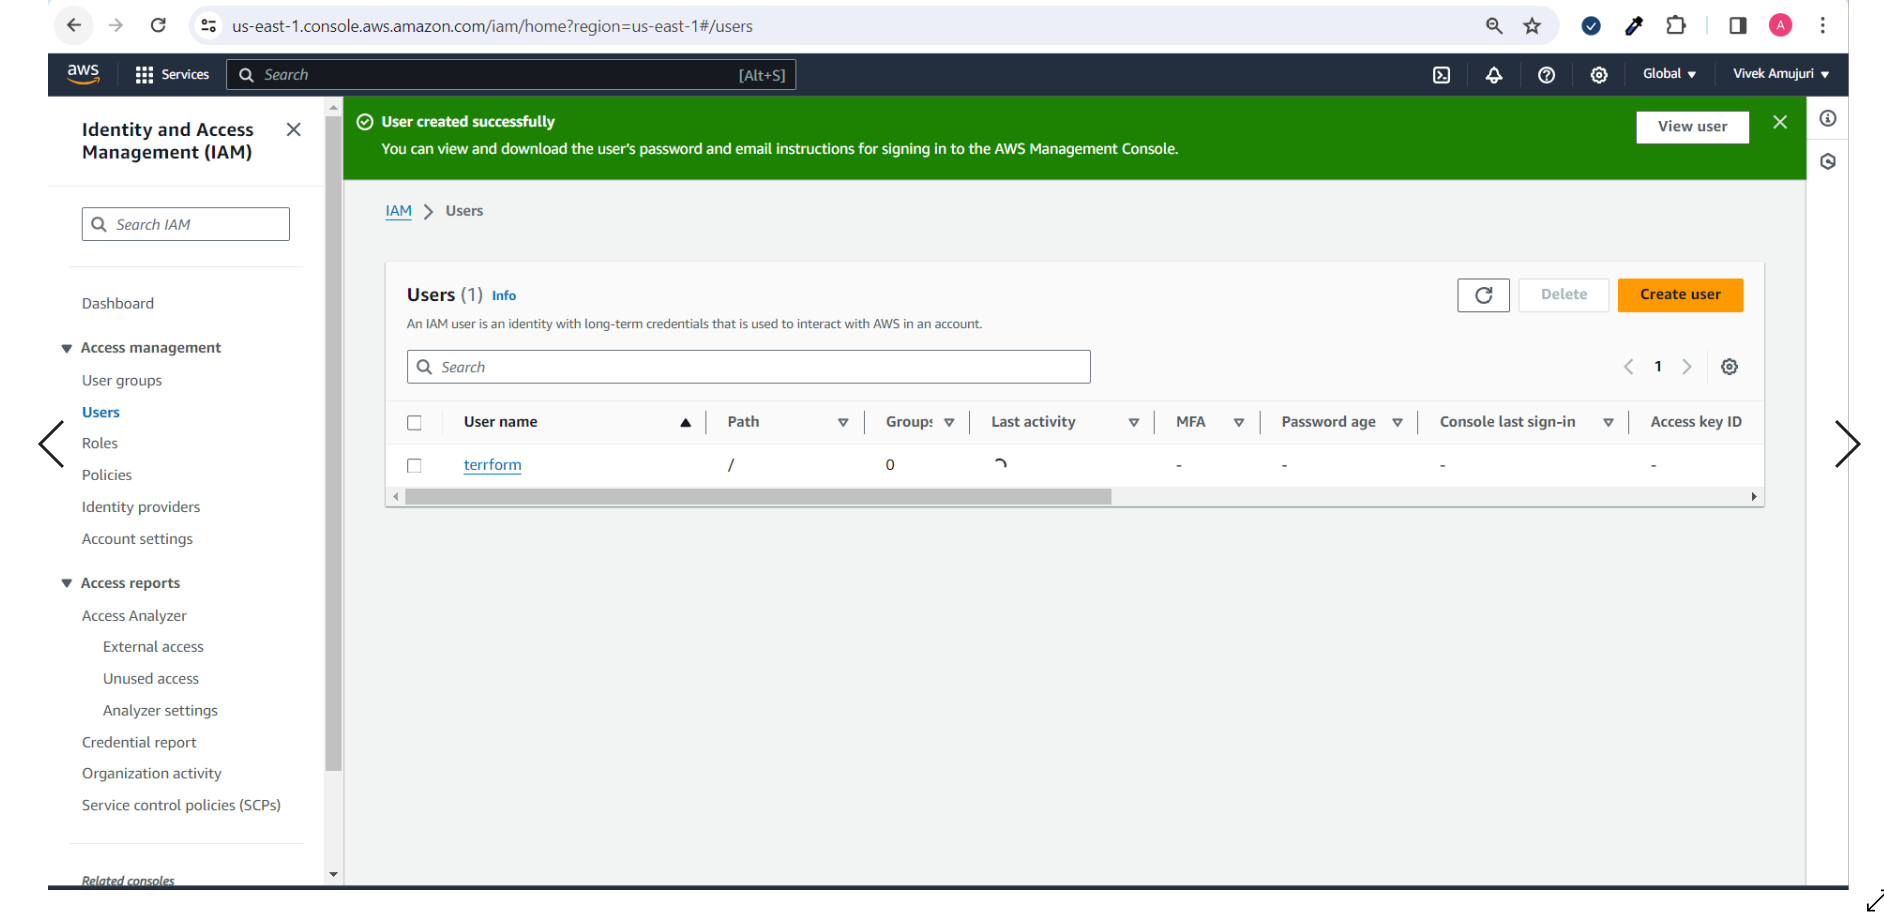 us-east-1.console.aws.amazon.com/iam/home?region=us-east-1#/users
A
aws
Services
Search
[Alt+S]
Global
Vivek Amujuri
Identity and Access
Management (IAM)
Search IAM
Dashboard
Access management
User groups
Users
Roles
Policies
Identity providers
Account settings
Access reports
Access Analyzer
External access
Unused access
Analyzer settings
Credential report
Organization activity
Service control policies (SCPs)
Related consoles
User created successfully
You can view and download the user's password and email instructions for signing in to the AWS Management Console.
View user
IAM > Users
Users (1) Info
An IAM user is an identity with long-term credentials that is used to interact with AWS in an account.
Delete
Create user
Search
1
User name Path Groups Last activity MFA Password age Console last sign-in Access key ID
terrform / 0 - - - -